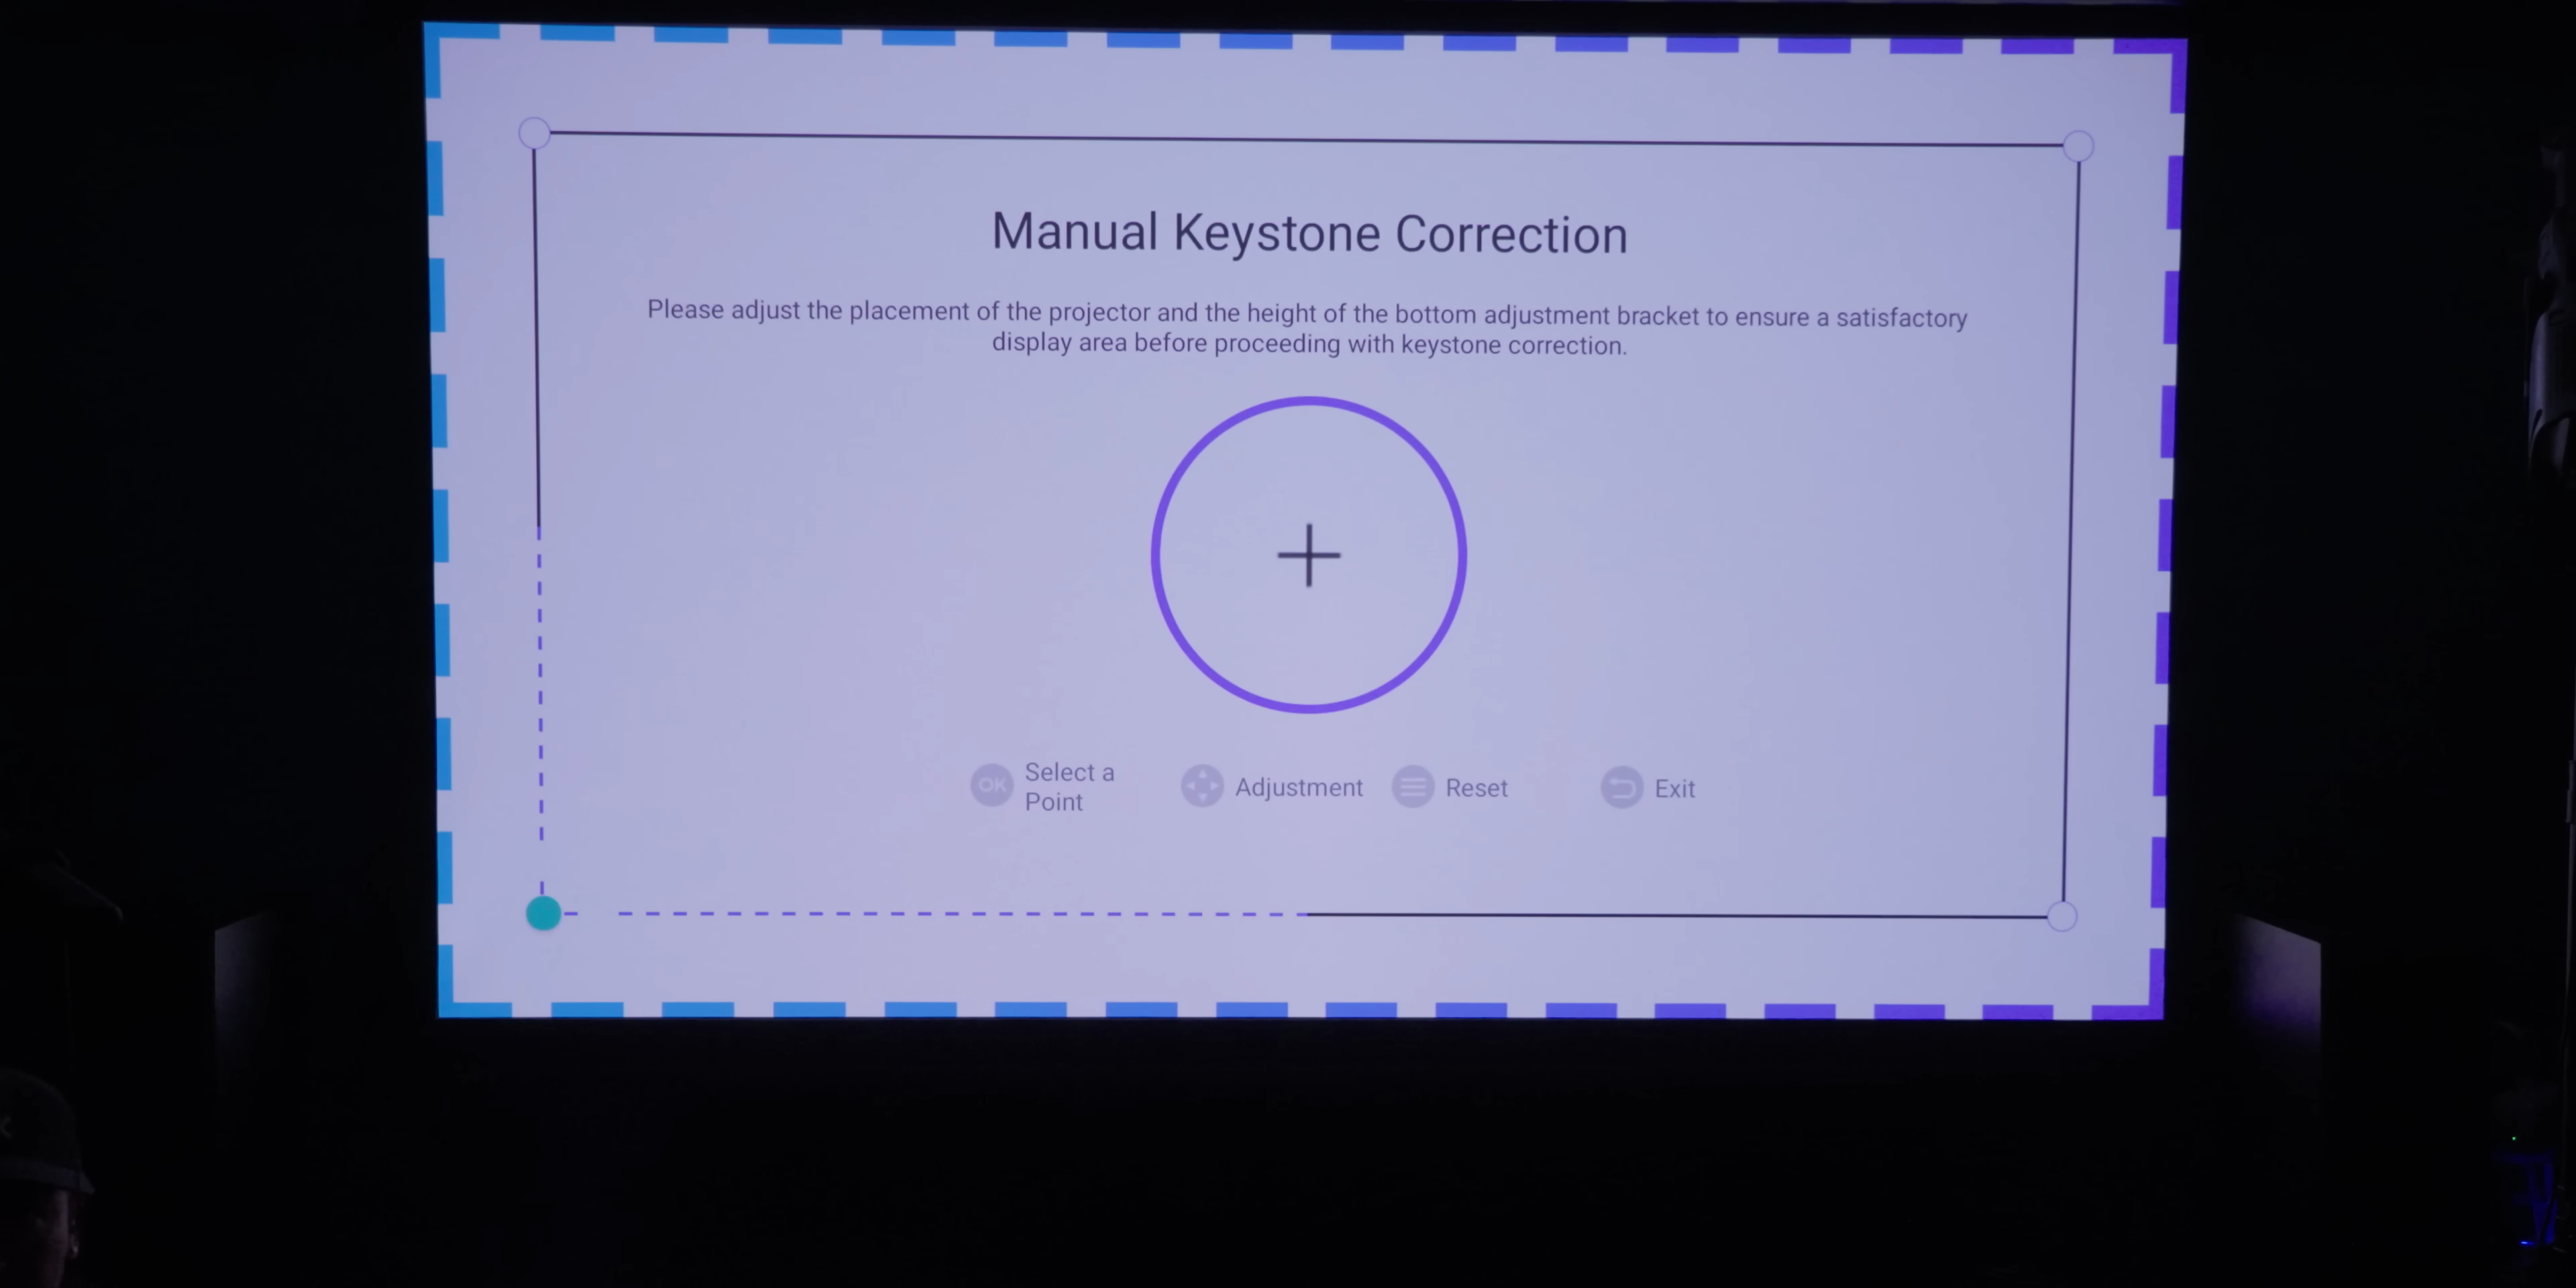 Manual Keystone Correction
Please adjust the placement of the projector and the height of the bottom adjustment bracket to ensure a satisfactory
display area before proceeding with keystone correction.
OK Select a
Point
Adjustment
Reset
Exit